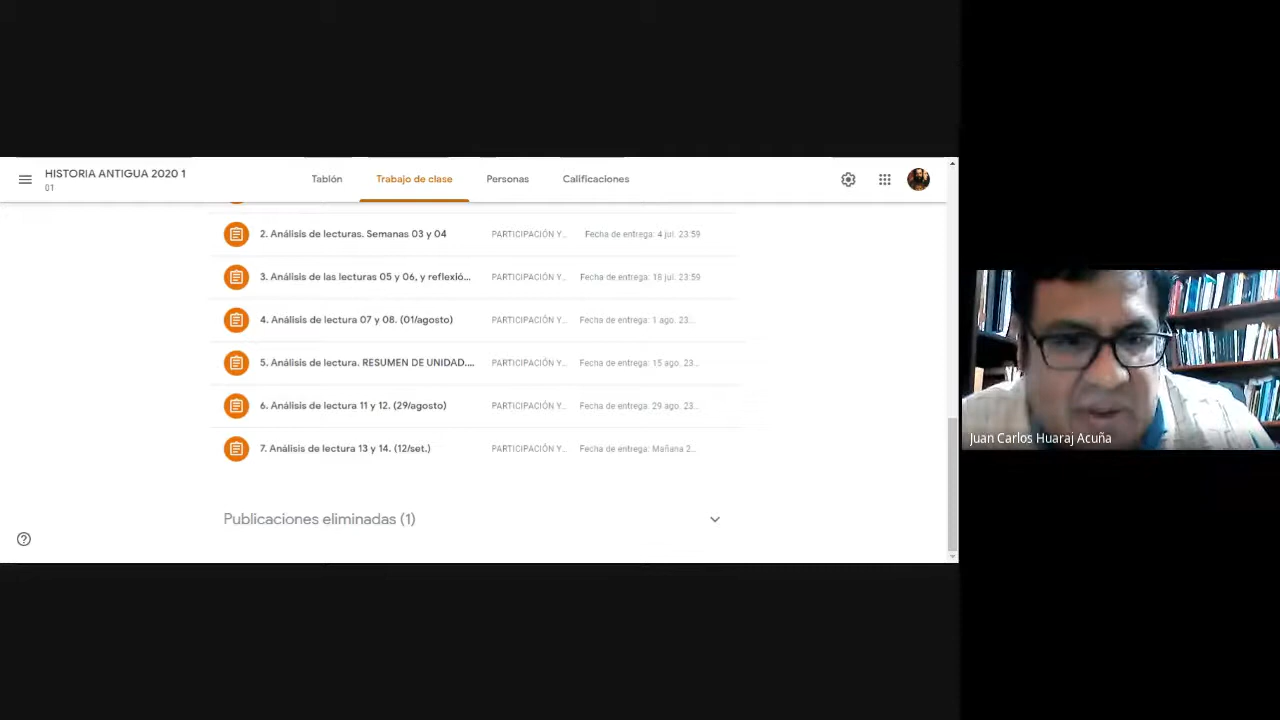 HISTORIA ANTIGUA 2020 1
01
Tablón
Trabajo de clase
Personas
Calificaciones
2. Análisis de lecturas. Semanas 03 y 04 PARTICIPACIÓN Y... Fecha de entrega: 4 jul. 23:59
3. Análisis de las lecturas 05 y 06, y reflexió... PARTICIPACIÓN Y... Fecha de entrega: 18 jul. 23:59
4. Análisis de lectura 07 y 08. (01/agosto) PARTICIPACIÓN Y... Fecha de entrega: 1 ago. 23:...
5. Análisis de lectura. RESUMEN DE UNIDAD.... PARTICIPACIÓN Y... Fecha de entrega: 15 ago. 23...
6. Análisis de lectura 11 y 12. (29/agosto) PARTICIPACIÓN Y... Fecha de entrega: 29 ago. 23...
7. Análisis de lectura 13 y 14. (12/set.) PARTICIPACIÓN Y... Fecha de entrega: Mañana 2...
Publicaciones eliminadas (1)
Juan Carlos Huaraj Acuña